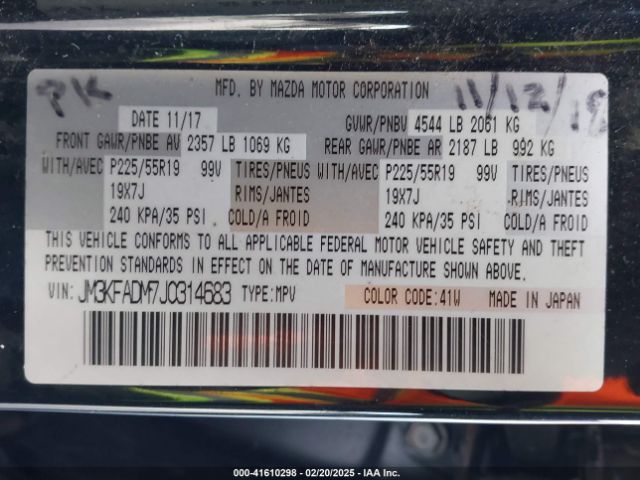 PK
MFD. BY MAZDA MOTOR CORPORATION
11/12/18
DATE 11/17
GVWR/PNBV 4544 LB 2061 KG
FRONT GAWR/PNBE AV 2357 LB 1069 KG
REAR GAWR/PNBE AR 2187 LB 992 KG
WITH/AVEC P225/55R19 99V TIRES/PNEUS WITH/AVEC P225/55R19 99V TIRES/PNEUS
19X7J RIMS/JANTES 19X7J RIMS/JANTES
240 KPA/35 PSI COLD/A FROID 240 KPA/35 PSI COLD/A FROID
THIS VEHICLE CONFORMS TO ALL APPLICABLE FEDERAL MOTOR VEHICLE SAFETY AND THEFT
PREVENTION STANDARDS IN EFFECT ON THE DATE OF MANUFACTURE SHOWN ABOVE.
VIN: JM3KFADM7J0314683 TYPE:MPV COLOR CODE:41W MADE IN JAPAN
00-41610298 - 02/20/2025 - IAAI.COM